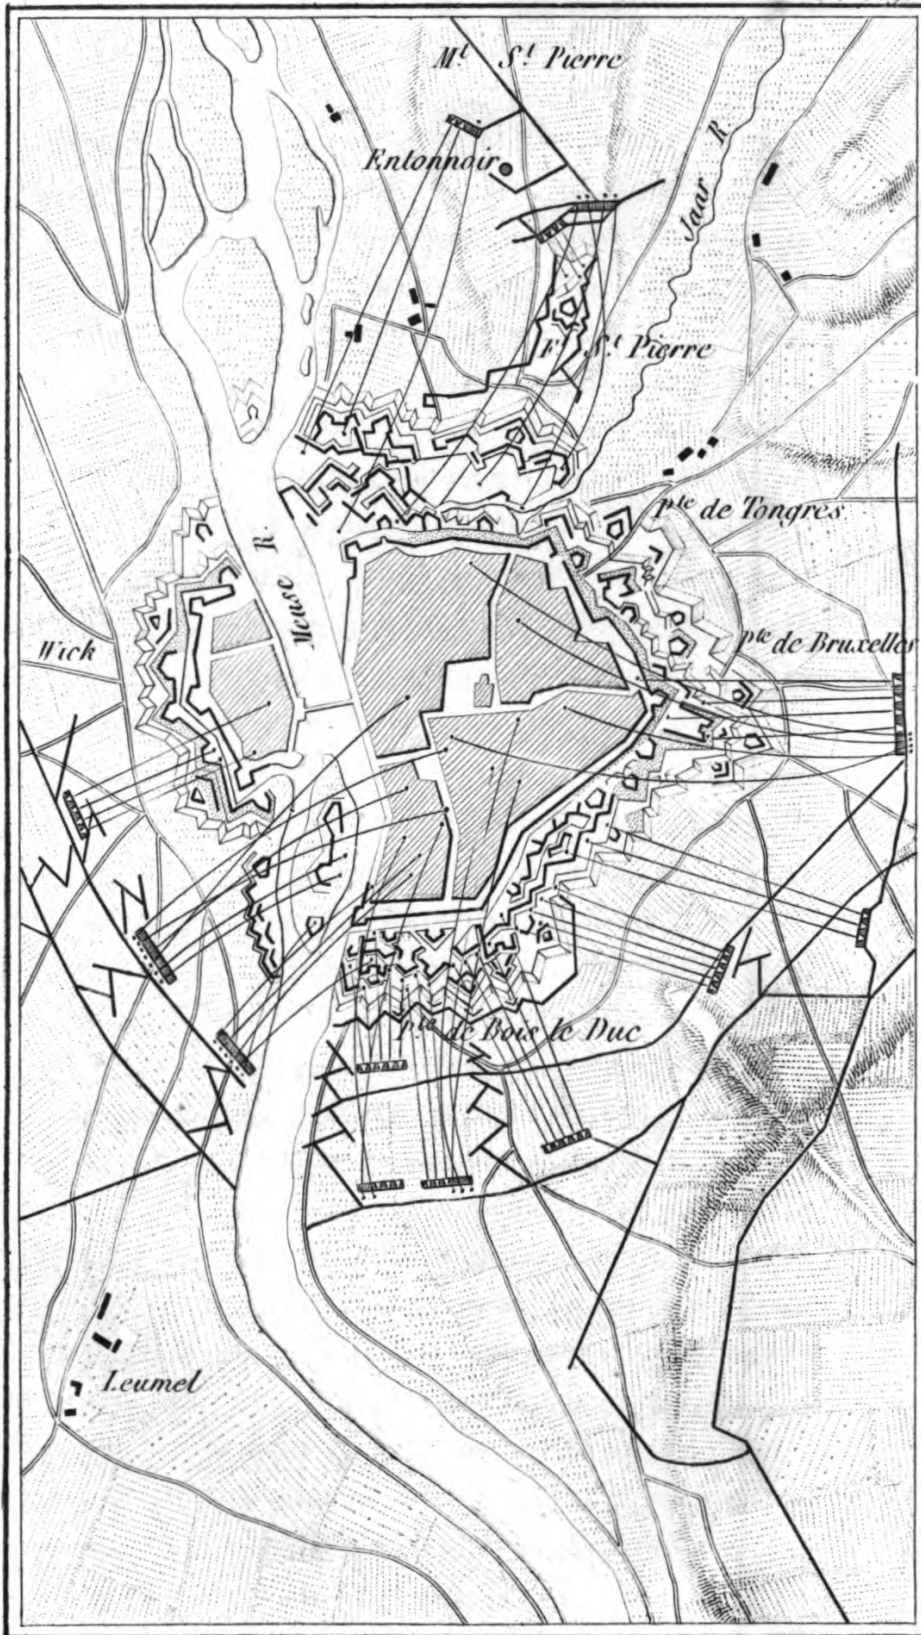 Mt. St. Pierre
Entonnoir
Jaar R.
Ft. St. Pierre
pte de Tongres
Meuse R.
Wick
pte de Bruxelles
pte de Bois le Duc
Leumel